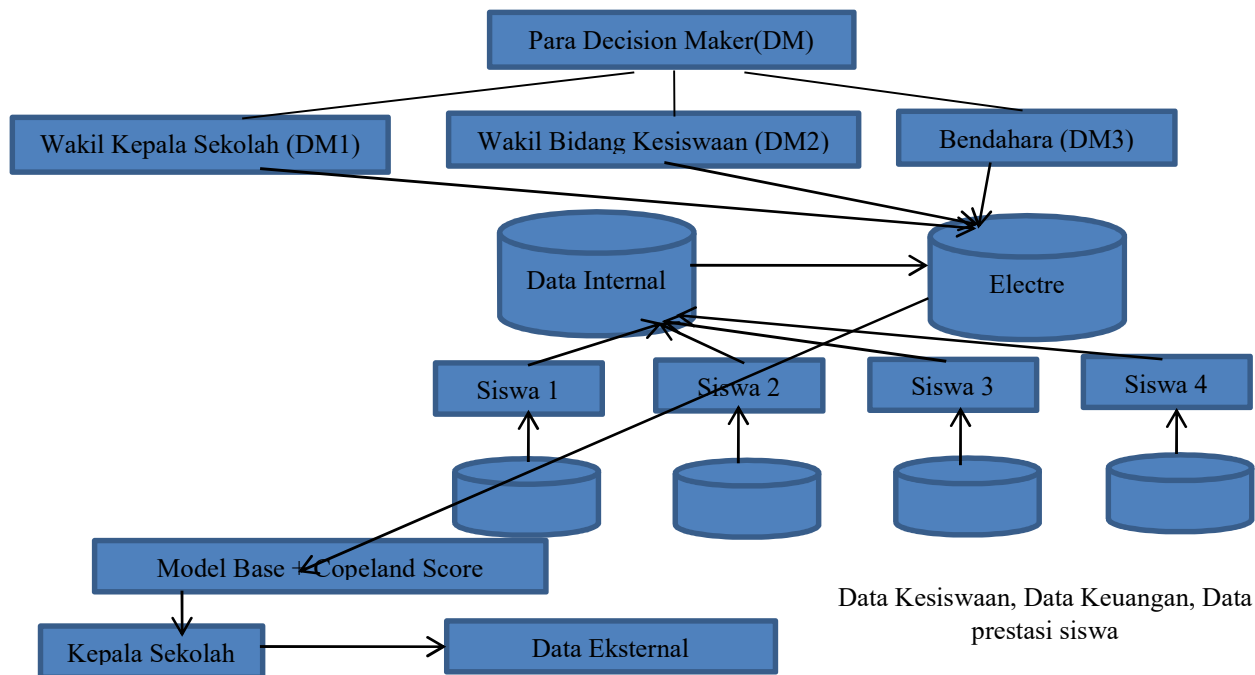 Para Decision Maker(DM)
Wakil Kepala Sekolah (DM1)
Wakil Bidang Kesiswaan (DM2)
Bendahara (DM3)
Data Internal
Electre
Siswa 1
Siswa 2
Siswa 3
Siswa 4
Model Base + Copeland Score
Data Kesiswaan, Data Keuangan, Data
prestasi siswa
Kepala Sekolah
Data Eksternal